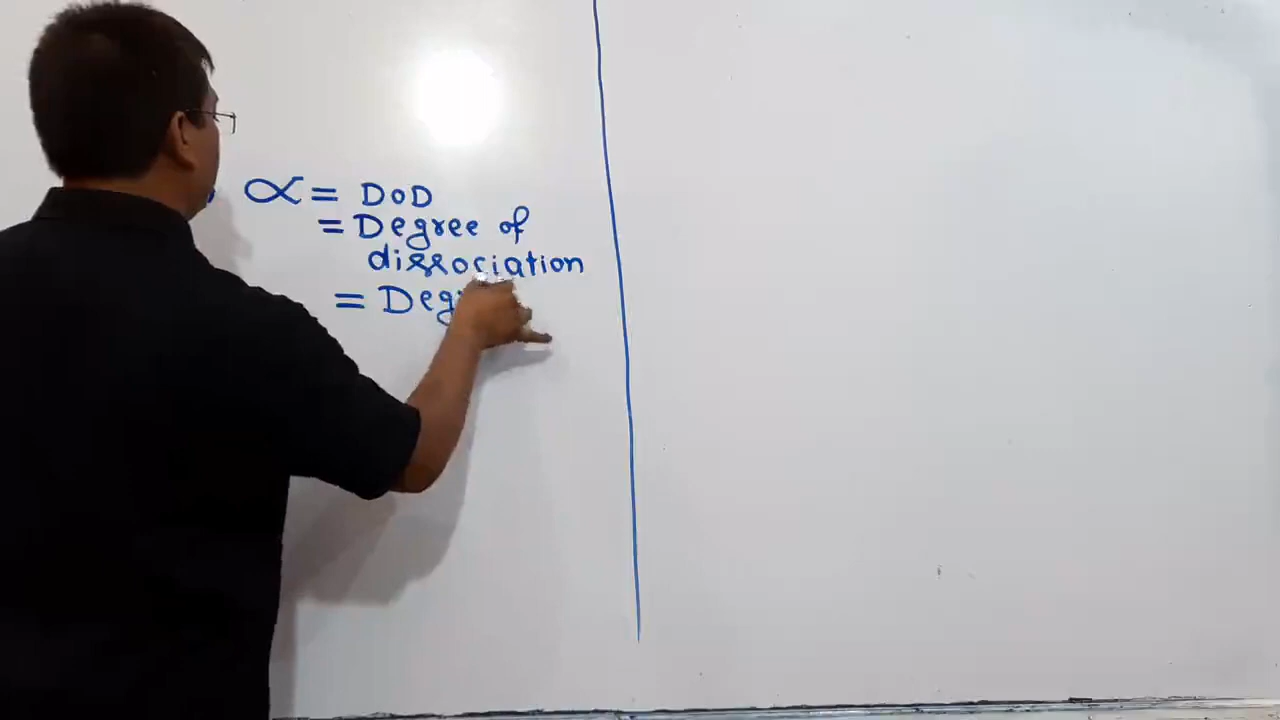 ∝ = DOD
= Degree of
dissociation
= Deg